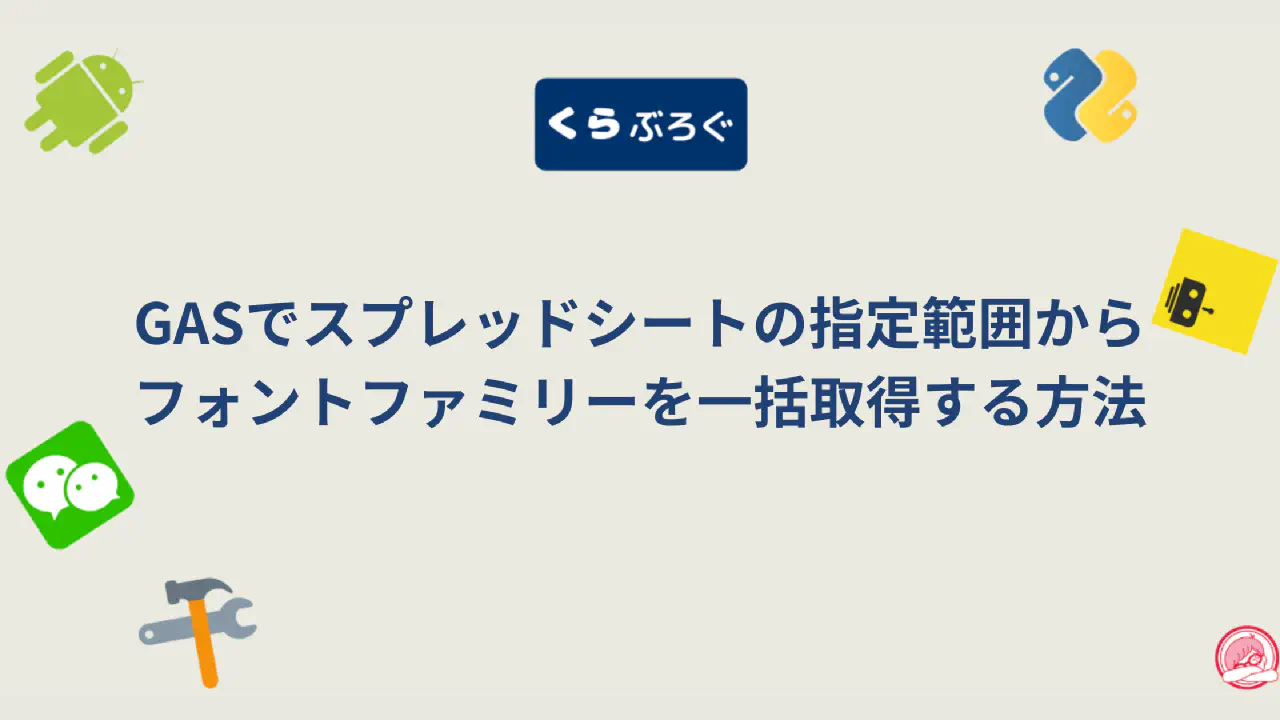 くらぶろぐ
GASでスプレッドシートの指定範囲から
フォントファミリーを一括取得する方法